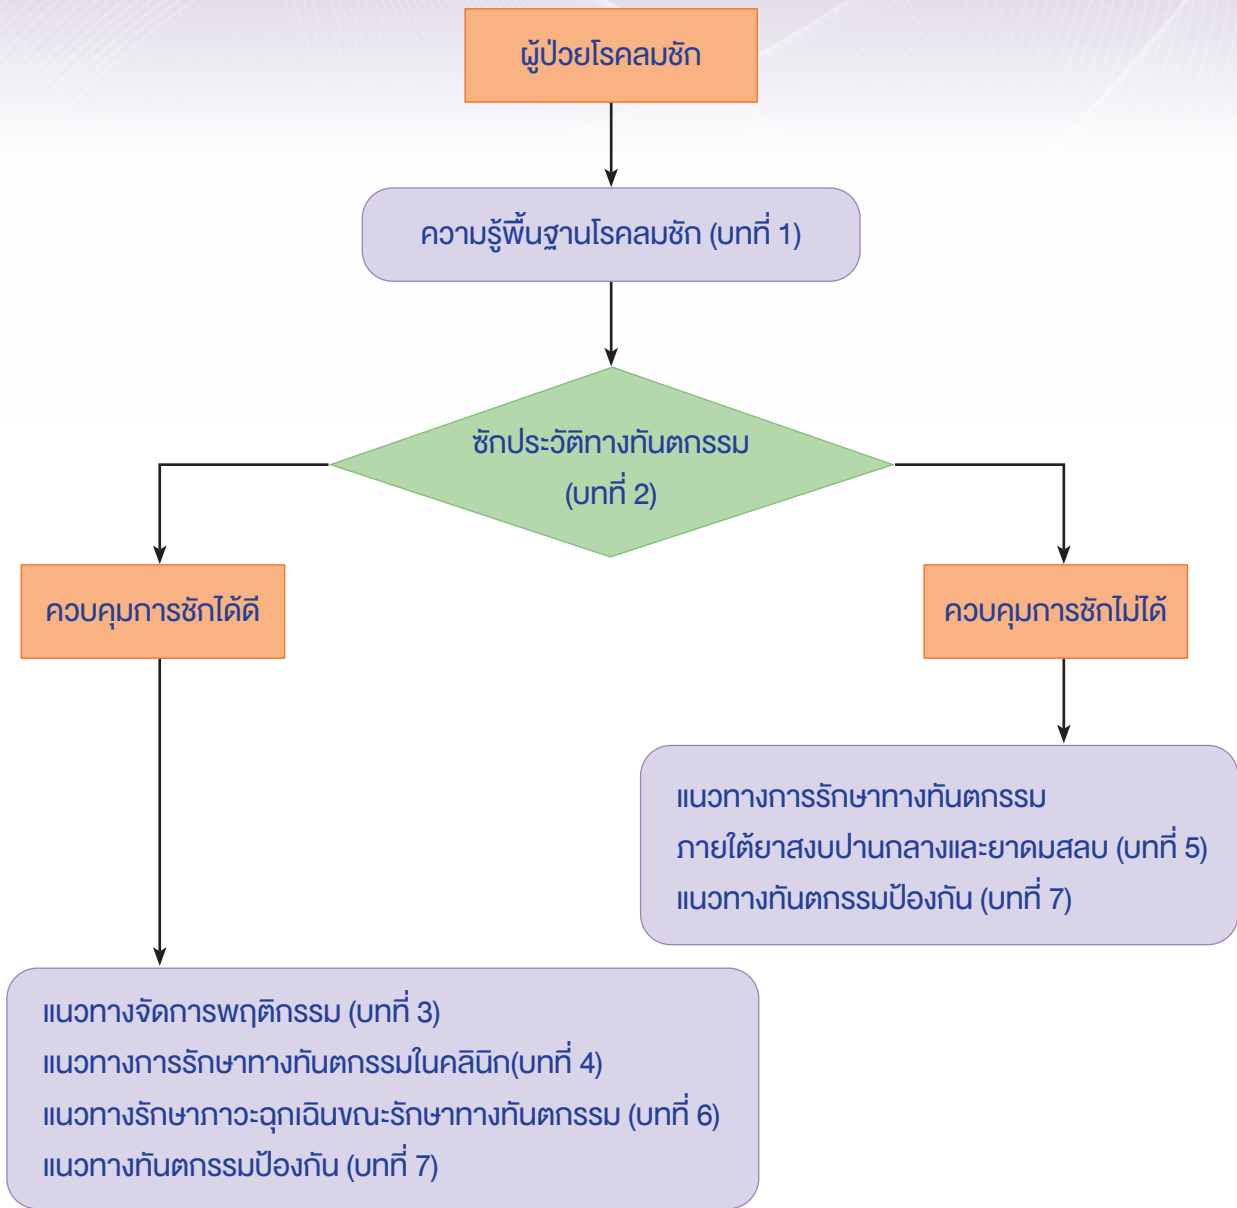 ผู้ป่วยโรคลมชัก
ความรู้พื้นฐานโรคลมชัก (บทที่ 1)
ซักประวัติทางทันตกรรม
(บทที่ 2)
ควบคุมการชักได้ดี
ควบคุมการชักไม่ได้
แนวทางการรักษาทางทันตกรรม
ภายใต้ยาสงบปานกลางและยาดมสลบ (บทที่ 5)
แนวทางทันตกรรมป้องกัน (บทที่ 7)
แนวทางจัดการพฤติกรรม (บทที่ 3)
แนวทางการรักษาทางทันตกรรมในคลินิก(บทที่ 4)
แนวทางรักษาภาวะฉุกเฉินขณะรักษาทางทันตกรรม (บทที่ 6)
แนวทางทันตกรรมป้องกัน (บทที่ 7)